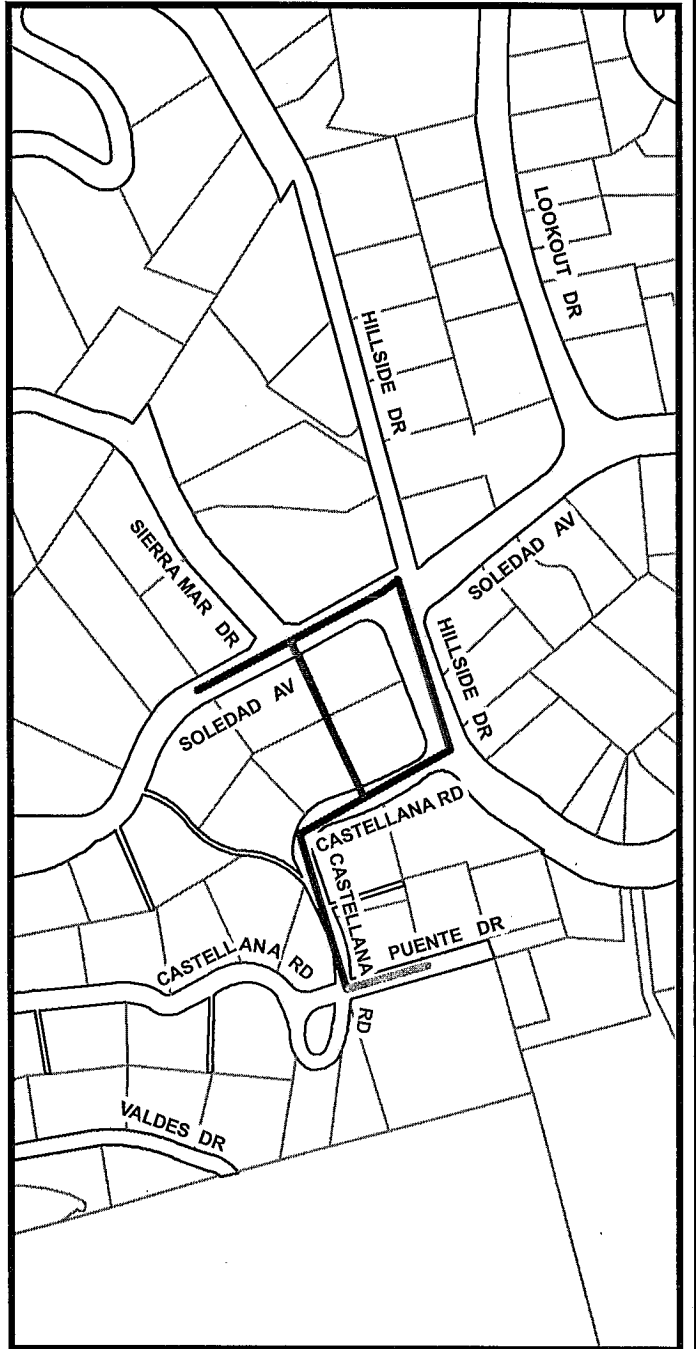 LOOKOUT DR
HILLSIDE DR
SIERRA MAR DR
SOLEDAD AV
HILLSIDE DR
SOLEDAD AV
CASTELLANA RD
CASTELLANA RD
PUENTE DR
CASTELLANA RD
VALDES DR